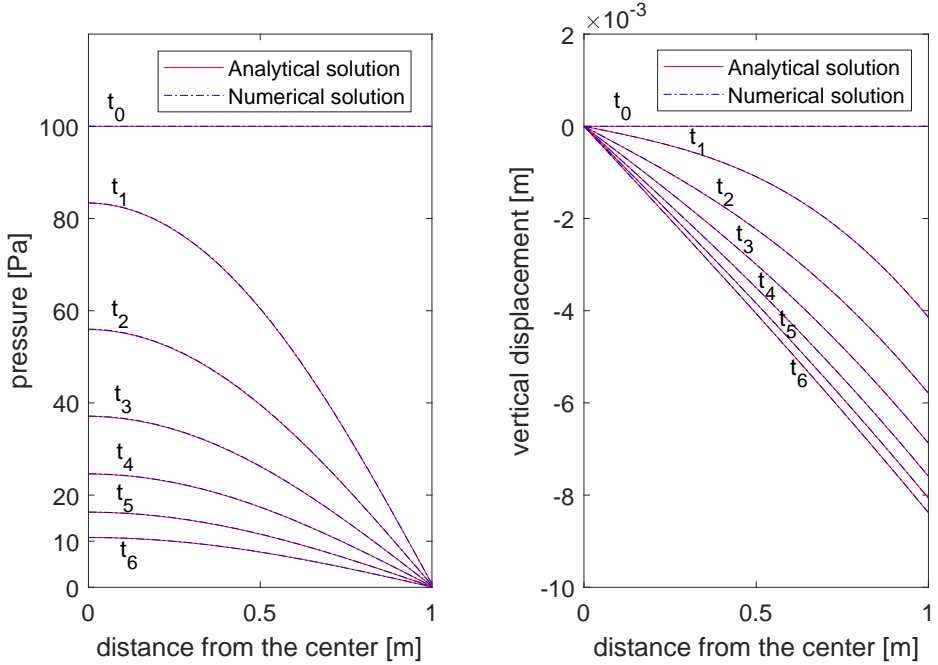 Analytical solution
Numerical solution
t0
t1
t2
t3
t4
t5
t6
100
80
60
40
20
10
0
0
0.5
1
pressure [Pa]
distance from the center [m]
×10-3
Analytical solution
Numerical solution
t0
t1
t2
t3
t4
t5
t6
2
0
-2
-4
-6
-8
-10
0
0.5
1
vertical displacement [m]
distance from the center [m]